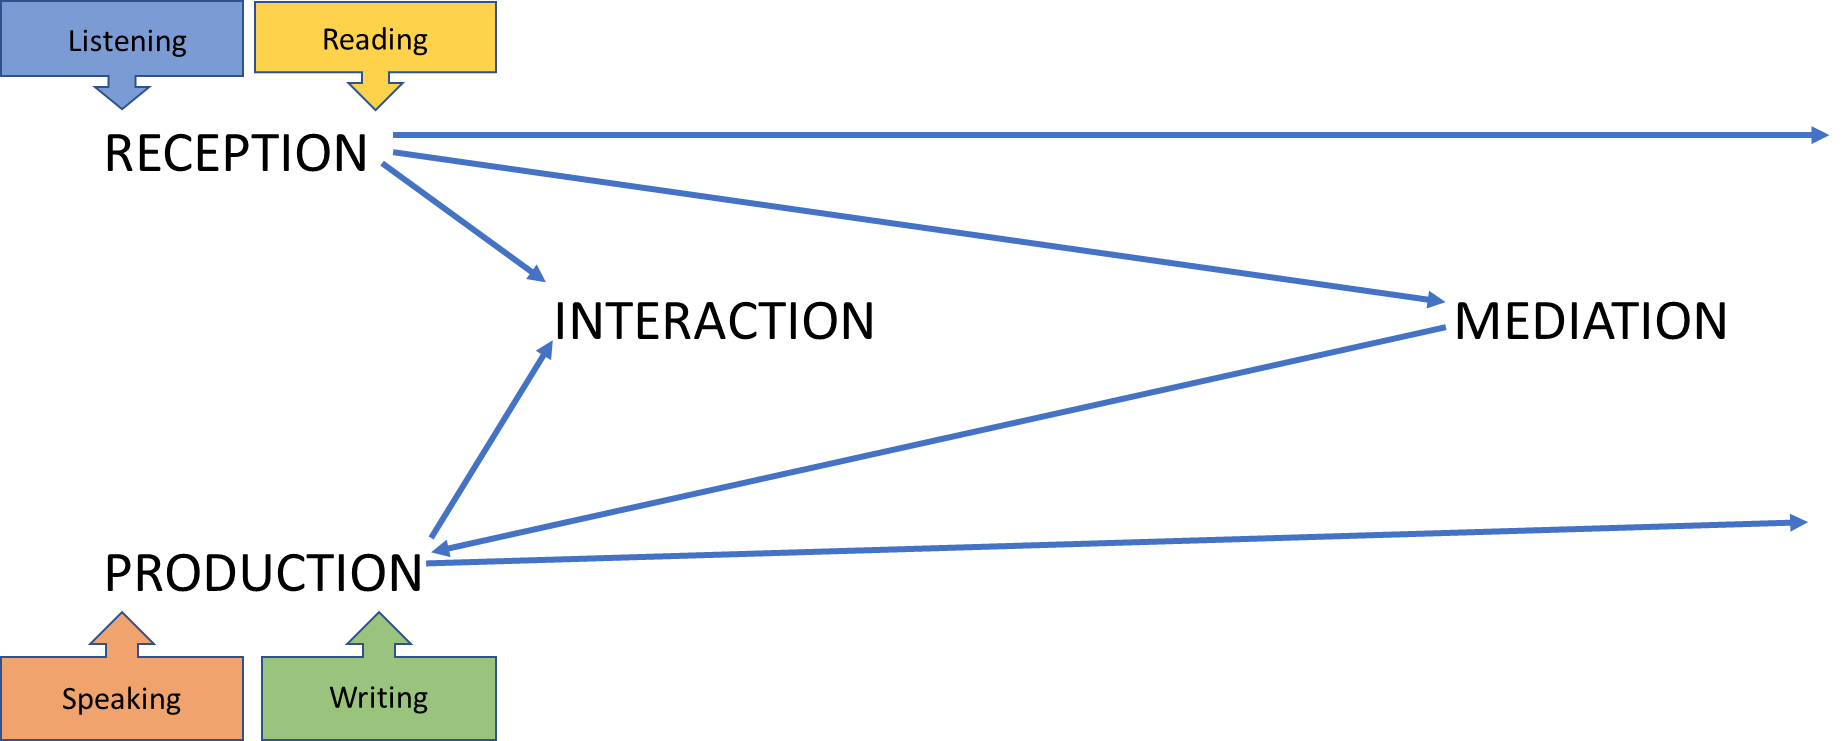 Listening
Reading
RECEPTION
INTERACTION
MEDIATION
PRODUCTION
Speaking
Writing